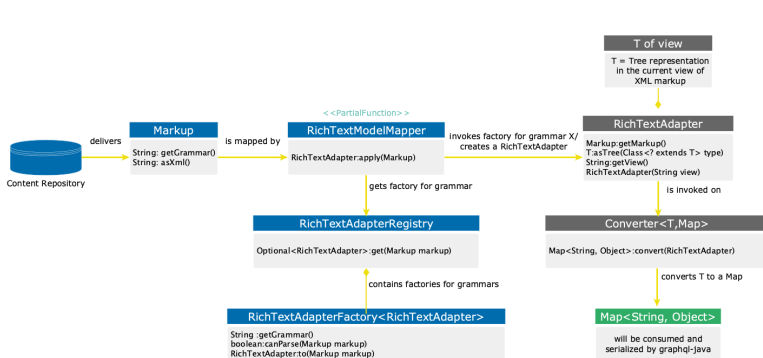 T of view
T = Tree representation
in the current view of
XML markup
<<PartialFunction>>
Markup
String: getGrammar()
String: asXml()
RichTextModelMapper
RichTextAdapter:apply(Markup)
RichTextAdapter
Markup:getMarkup()
T:asTree(Class<? extends T> type)
String:getView()
RichTextAdapter(String view)
delivers
is mapped by
invokes factory for grammar X/
creates a RichTextAdapter
Content Repository
gets factory for grammar
is invoked on
RichTextAdapterRegistry
Optional<RichTextAdapter>:get(Markup markup)
Converter<T,Map>
Map<String, Object>:convert(RichTextAdapter)
contains factories for grammars
converts T to a Map
RichTextAdapterFactory<RichTextAdapter>
String :getGrammar()
boolean:canParse(Markup markup)
RichTextAdapter:to(Markup markup)
Map<String, Object>
will be consumed and
serialized by graphql-java